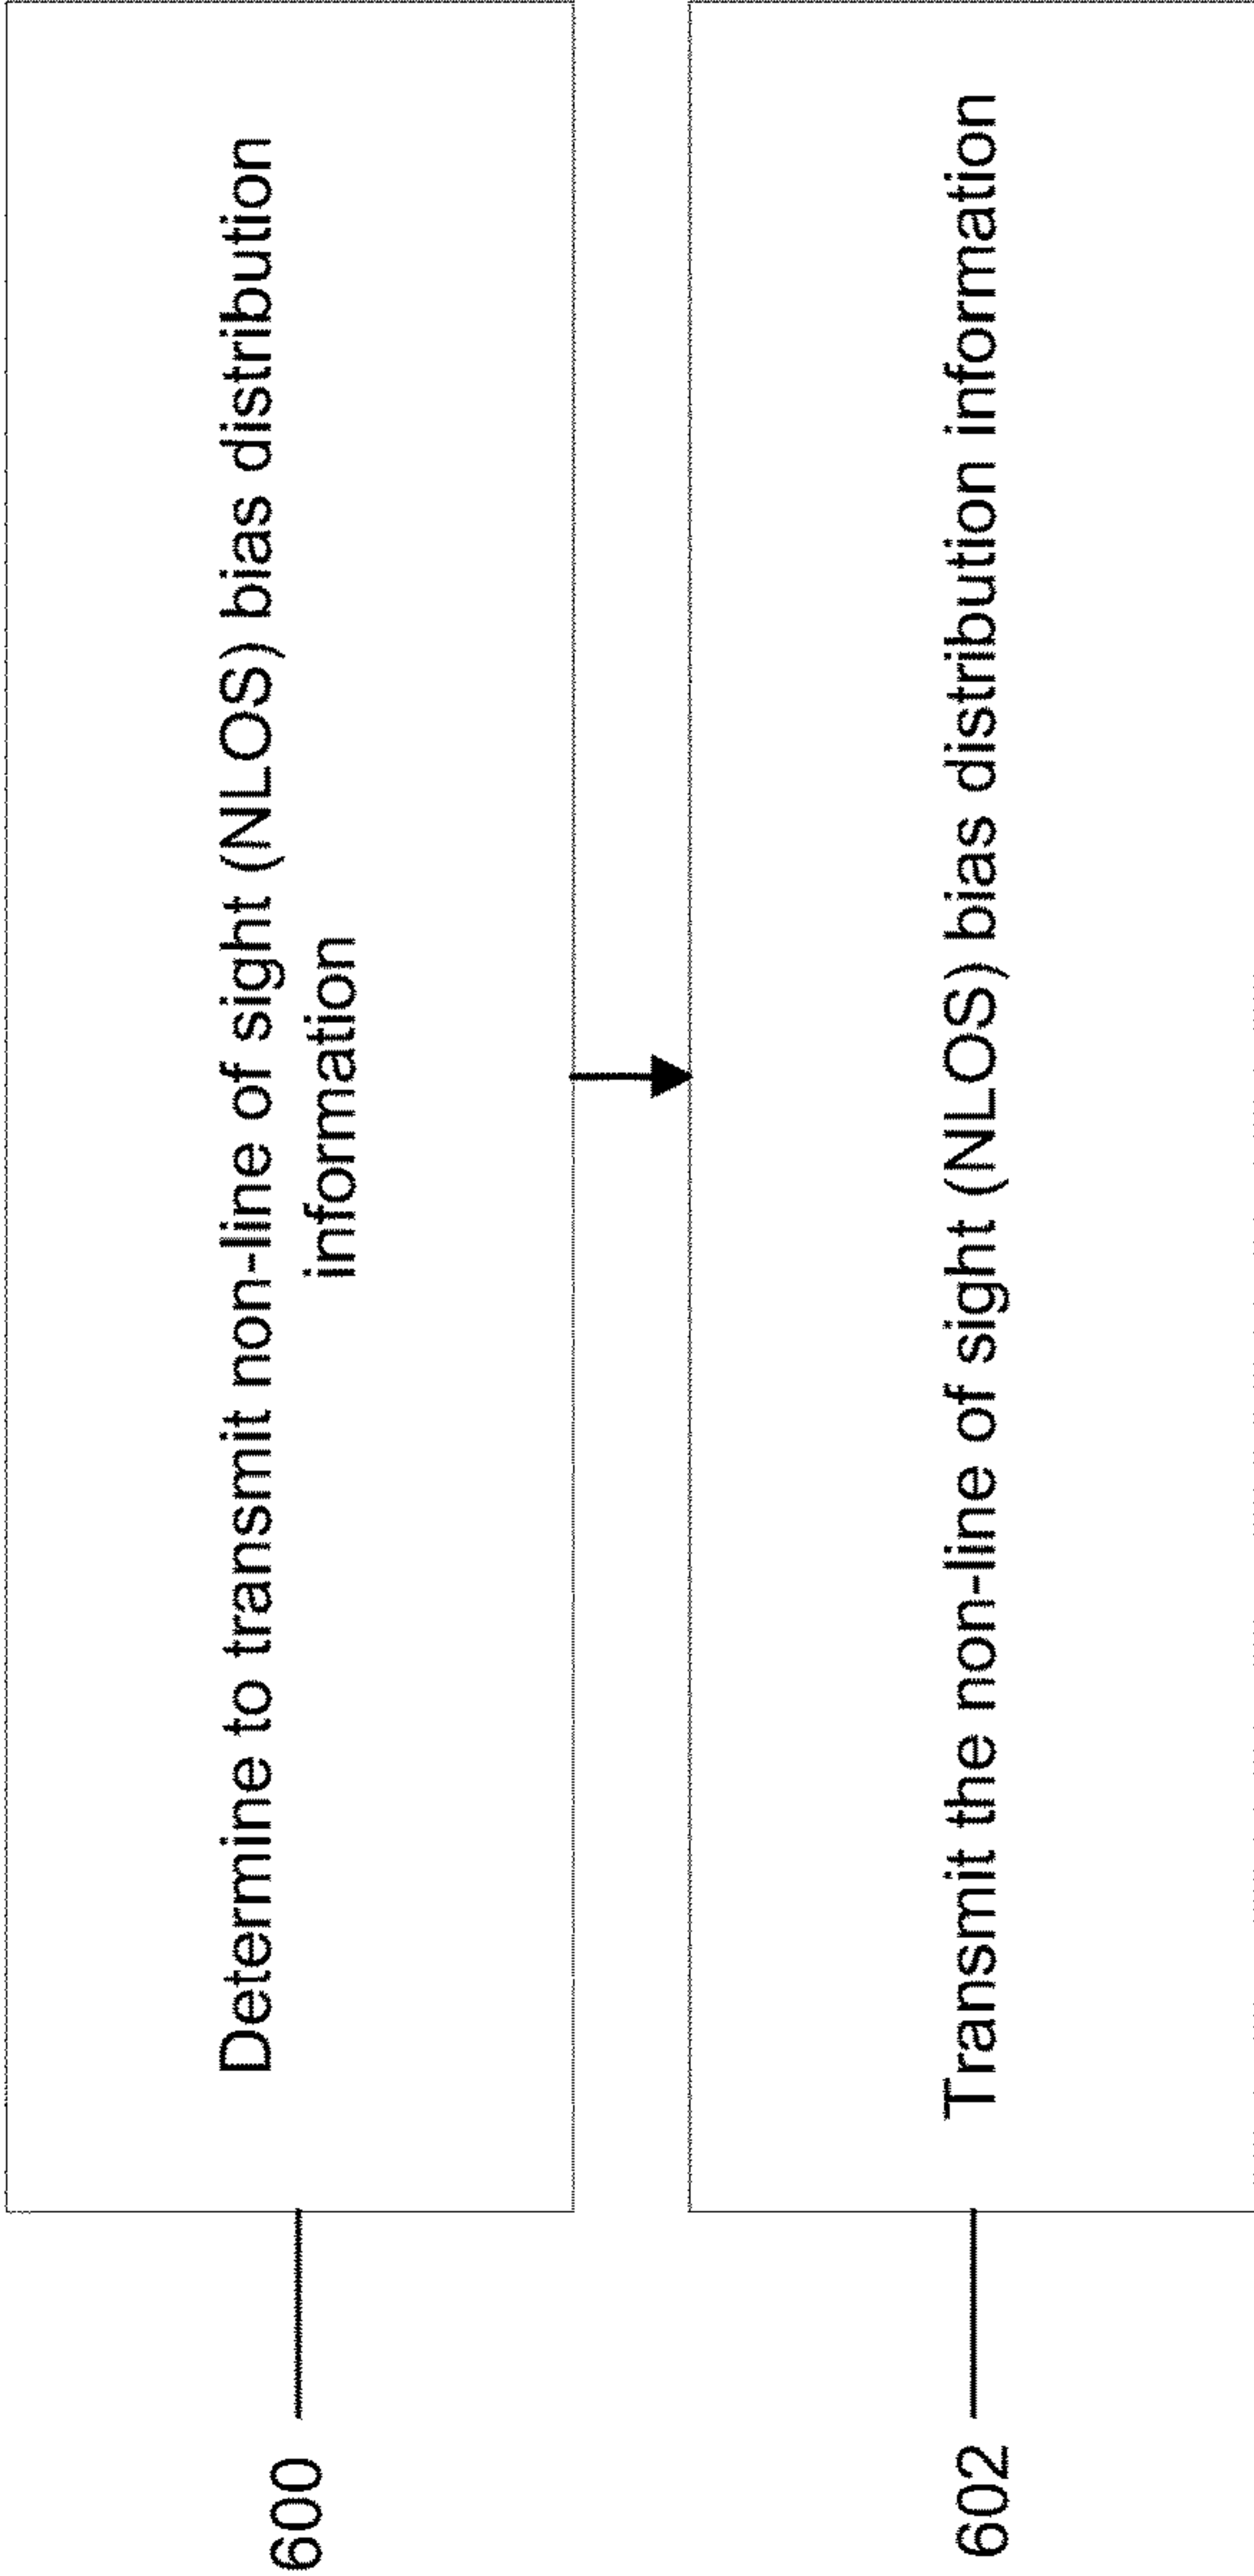 600
Determine to transmit non-line of sight (NLOS) bias distribution
information
602
Transmit the non-line of sight (NLOS) bias distribution information